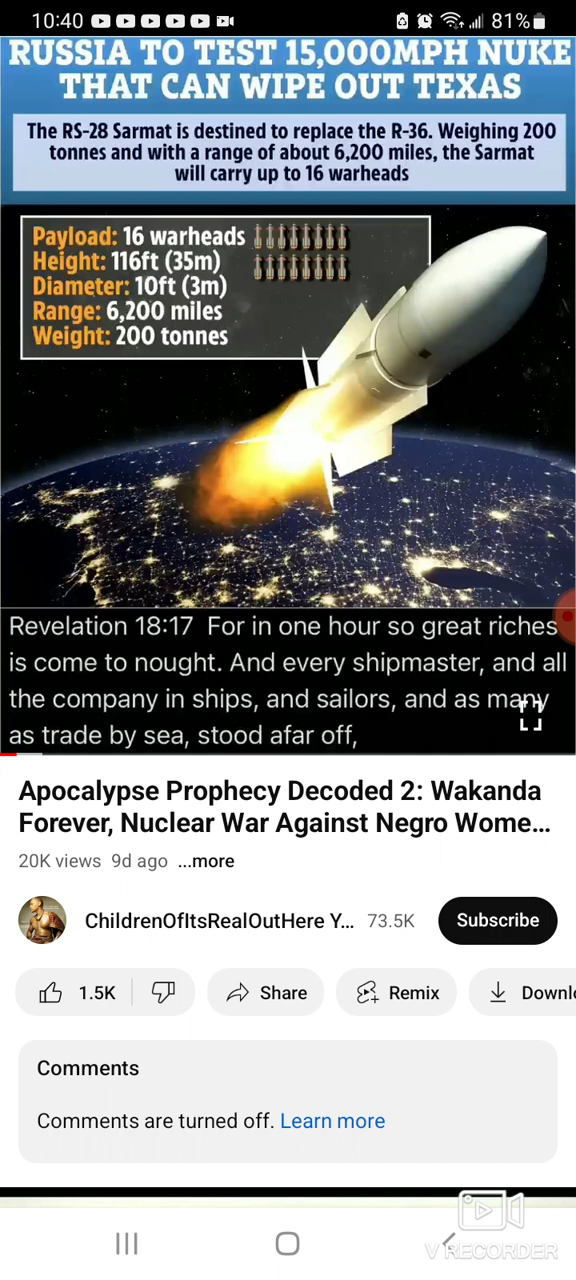 10:40
81%
RUSSIA TO TEST 15,000MPH NUKE
THAT CAN WIPE OUT TEXAS
The RS-28 Sarmat is destined to replace the R-36. Weighing 200
tonnes and with a range of about 6,200 miles, the Sarmat
will carry up to 16 warheads
Payload: 16 warheads
Height: 116ft (35m)
Diameter: 10ft (3m)
Range: 6,200 miles
Weight: 200 tonnes
Revelation 18:17 For in one hour so great riches
is come to nought. And every shipmaster, and all
the company in ships, and sailors, and as many
as trade by sea, stood afar off,
Apocalypse Prophecy Decoded 2: Wakanda
Forever, Nuclear War Against Negro Wome...
20K views 9d ago ...more
ChildrenOfItsRealOutHere Y... 73.5K Subscribe
1.5K Share Remix Downlo
Comments
Comments are turned off. Learn more
V RECORDER